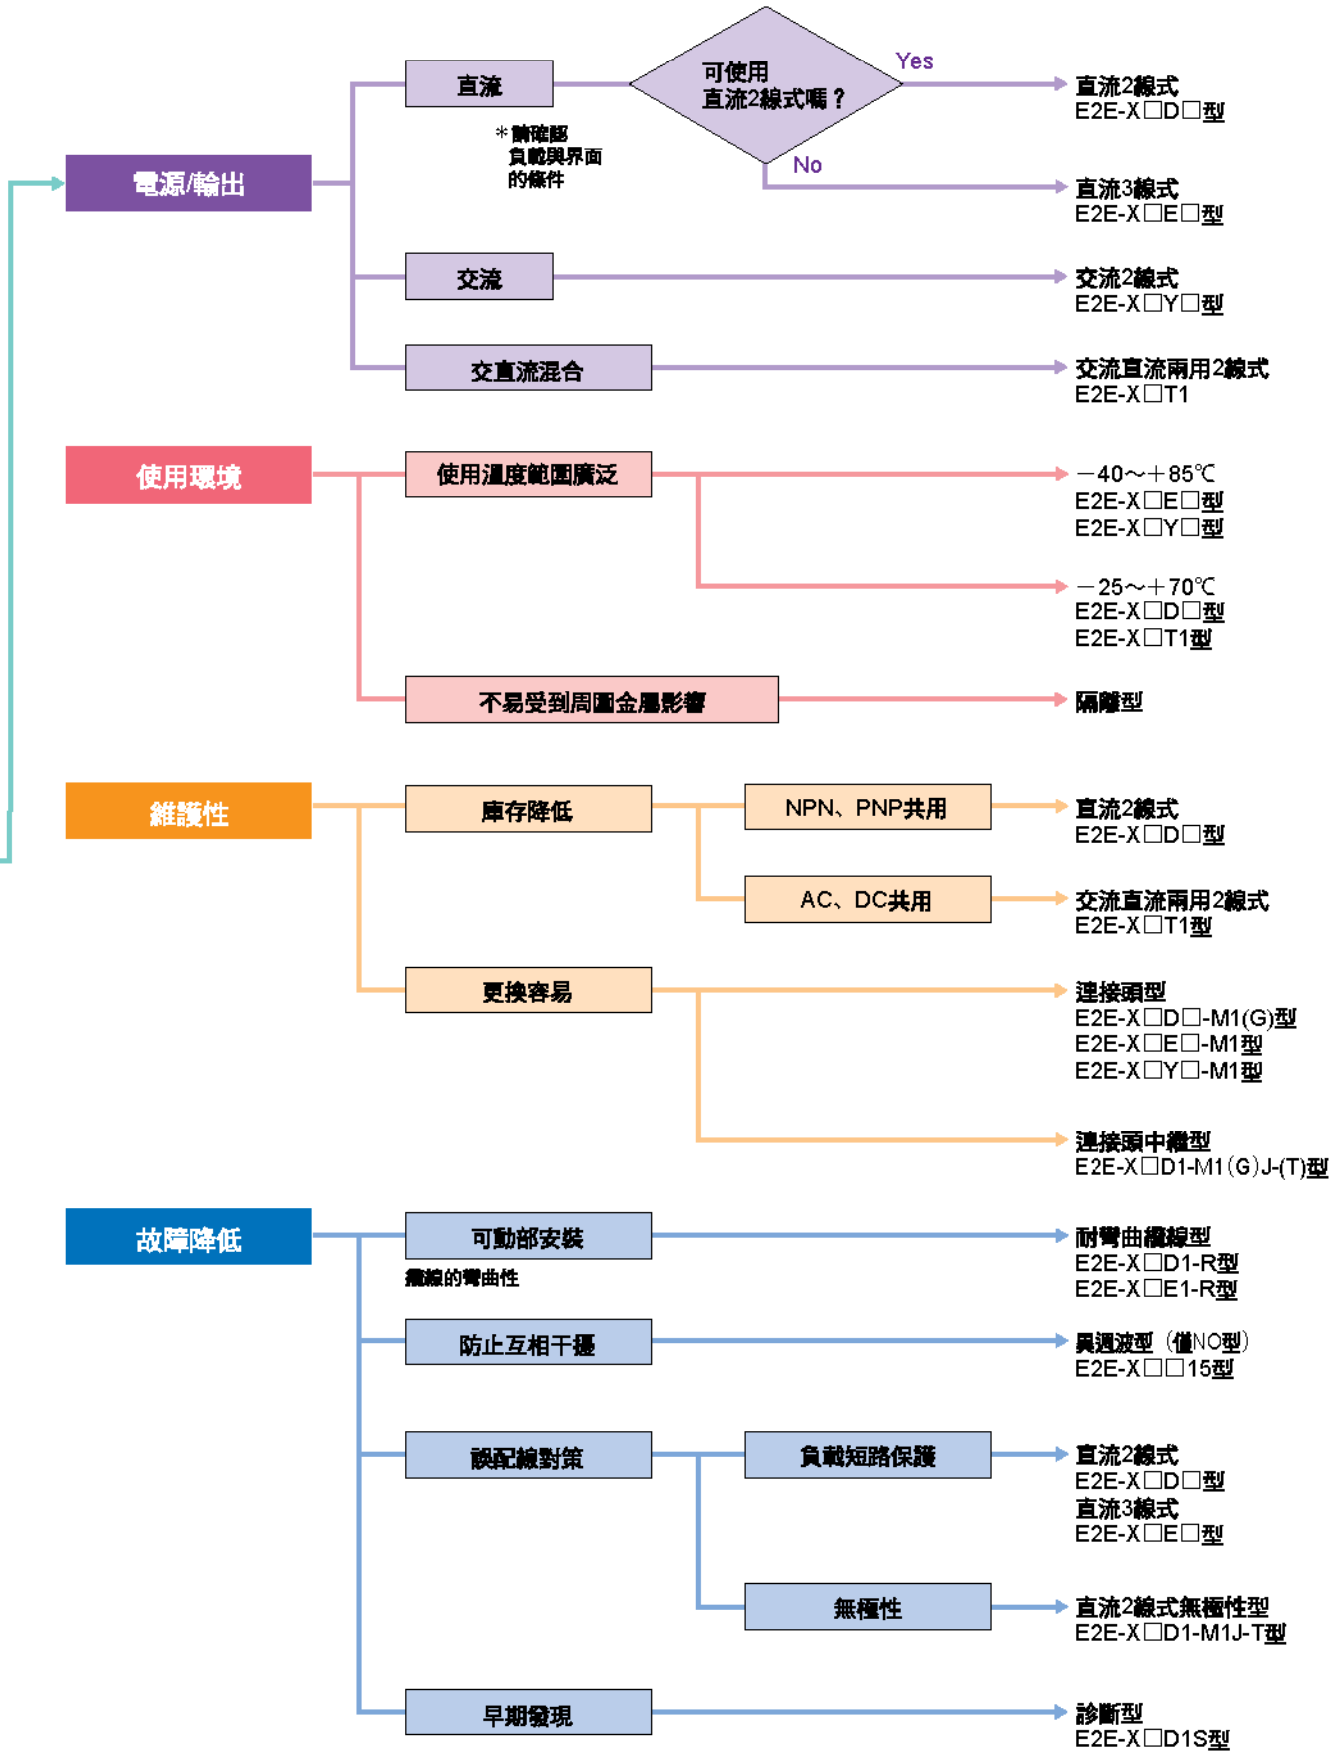 直流
可使用
直流2線式嗎？
Yes
直流2線式
E2E-X□D□型
＊請確認
負載與界面
的條件
No
電源/輸出
直流3線式
E2E-X□E□型
交流
交流2線式
E2E-X□Y□型
交直流混合
交流直流兩用2線式
E2E-X□T1
使用環境
使用溫度範圍廣泛
－40～＋85℃
E2E-X□E□型
E2E-X□Y□型
－25～＋70℃
E2E-X□D□型
E2E-X□T1型
不易受到周圍金屬影響
隔離型
維護性
庫存降低
NPN、PNP共用
直流2線式
E2E-X□D□型
AC、DC共用
交流直流兩用2線式
E2E-X□T1型
更換容易
連接頭型
E2E-X□D□-M1(G)型
E2E-X□E□-M1型
E2E-X□Y□-M1型
連接頭中繼型
E2E-X□D1-M1(G)J-(T)型
故障降低
可動部安裝
纜線的彎曲性
耐彎曲纜線型
E2E-X□D1-R型
E2E-X□E1-R型
防止互相干擾
異週波型（僅NO型）
E2E-X□□15型
誤配線對策
負載短路保護
直流2線式
E2E-X□D□型
直流3線式
E2E-X□E□型
無極性
直流2線式無極性型
E2E-X□D1-M1J-T型
早期發現
診斷型
E2E-X□D1S型